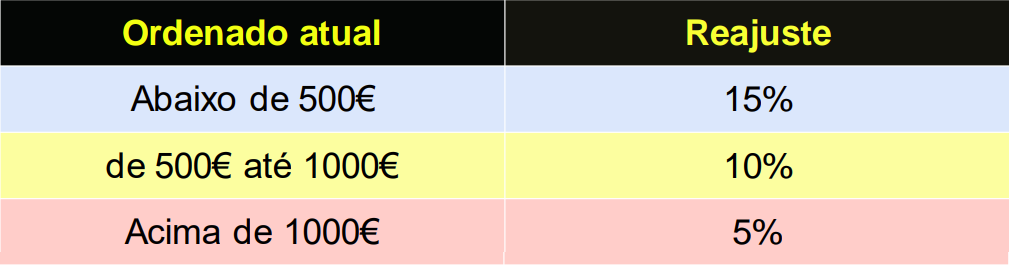 Ordenado atual Reajuste
Abaixo de 500€ 15%
de 500€ até 1000€ 10%
Acima de 1000€ 5%